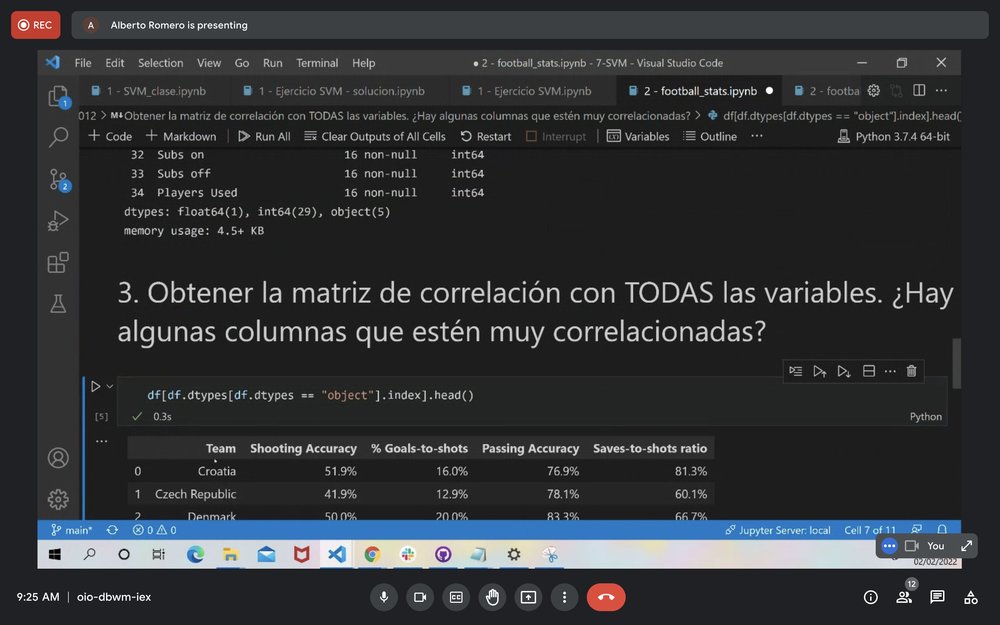 REC
A
Alberto Romero is presenting
File Edit Selection View Go Run Terminal Help
● 2 - football_stats.ipynb - 7-SVM - Visual Studio Code
1 - SVM_clase.ipynb
1 - Ejercicio SVM - solucion.ipynb
1 - Ejercicio SVM.ipynb
2 - football_stats.ipynb
2 - footba
1
012 > M↓Obtener la matriz de correlación con TODAS las variables. ¿Hay algunas columnas que estén muy correlacionadas? > df[df.dtypes[df.dtypes == "object"].index].head()
+ Code + Markdown | Run All Clear Outputs of All Cells Restart Interrupt | Variables Outline ··· Python 3.7.4 64-bit
32 Subs on 16 non-null int64
33 Subs off 16 non-null int64
2
34 Players Used 16 non-null int64
dtypes: float64(1), int64(29), object(5)
memory usage: 4.5+ KB
3. Obtener la matriz de correlación con TODAS las variables. ¿Hay
algunas columnas que estén muy correlacionadas?
df[df.dtypes[df.dtypes == "object"].index].head()
[5] ✓ 0.3s Python
Team Shooting Accuracy % Goals-to-shots Passing Accuracy Saves-to-shots ratio
0 Croatia 51.9% 16.0% 76.9% 81.3%
1 Czech Republic 41.9% 12.9% 78.1% 60.1%
2 Denmark 50.0% 20.0% 83.3% 66.7%
main* 0 0 Jupyter Server: local Cell 7 of 11
You
02/02/2022
9:25 AM | oio-dbwm-iex
CC
12